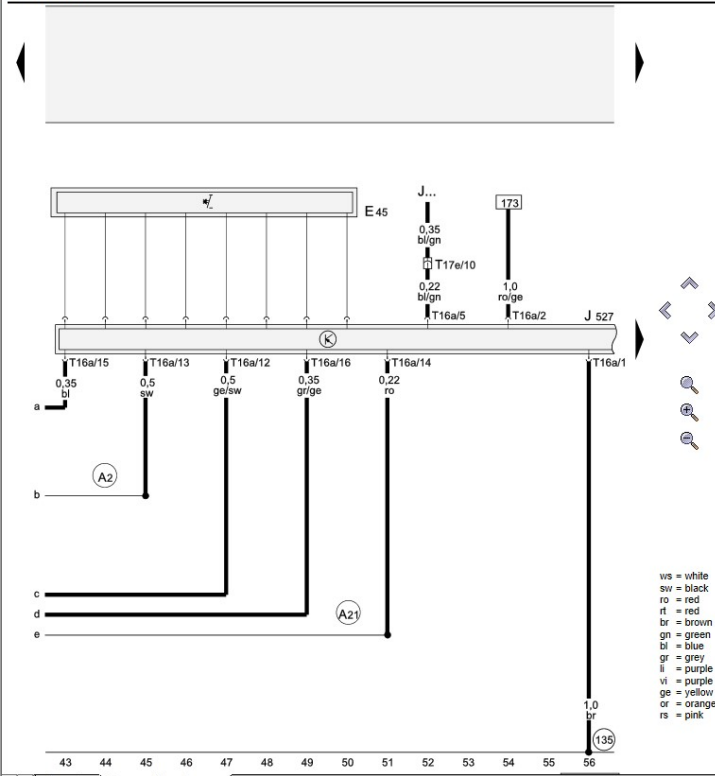 J...
173
E 45
0,35
bl/gn
T17e/10
0,22
bl/gn
1,0
ro/ge
T16a/5
T16a/2
J 527
K
T16a/15
T16a/13
T16a/12
T16a/16
T16a/14
T16a/1
0,35
bl
0,5
sw
0,5
ge/sw
0,35
gr/ge
0,22
ro
a
A2
b
c
d
A21
e
ws = white
sw = black
ro = red
rt = red
br = brown
gn = green
bl = blue
gr = grey
li = purple
vi = purple
ge = yellow
or = orange
rs = pink
1,0
br
135
43 44 45 46 47 48 49 50 51 52 53 54 55 56